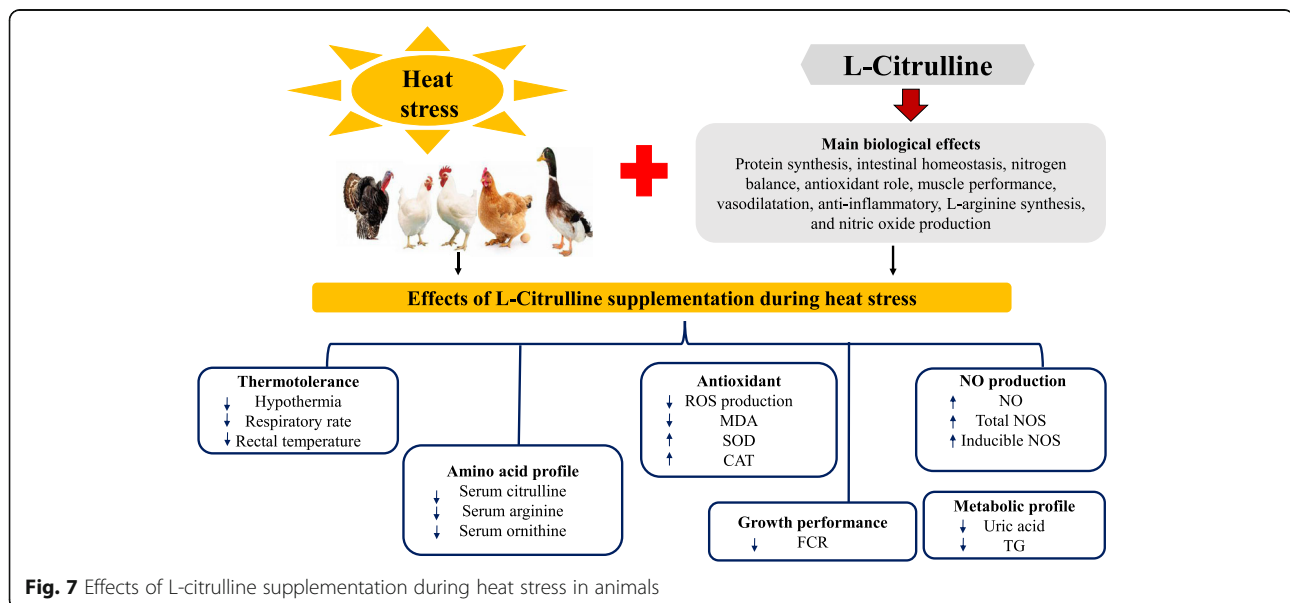 Heat
stress
L-Citrulline
Main biological effects
Protein synthesis, intestinal homeostasis, nitrogen
balance, antioxidant role, muscle performance,
vasodilatation, anti-inflammatory, L-arginine synthesis,
and nitric oxide production
Effects of L-Citrulline supplementation during heat stress
Thermotolerance
↓ Hypothermia
↓ Respiratory rate
↓ Rectal temperature
Amino acid profile
↓ Serum citrulline
↓ Serum arginine
↓ Serum ornithine
Antioxidant
↓ ROS production
↓ MDA
↑ SOD
↑ CAT
Growth performance
↓ FCR
NO production
↑ NO
↑ Total NOS
↑ Inducible NOS
Metabolic profile
↓ Uric acid
↓ TG
Fig. 7 Effects of L-citrulline supplementation during heat stress in animals